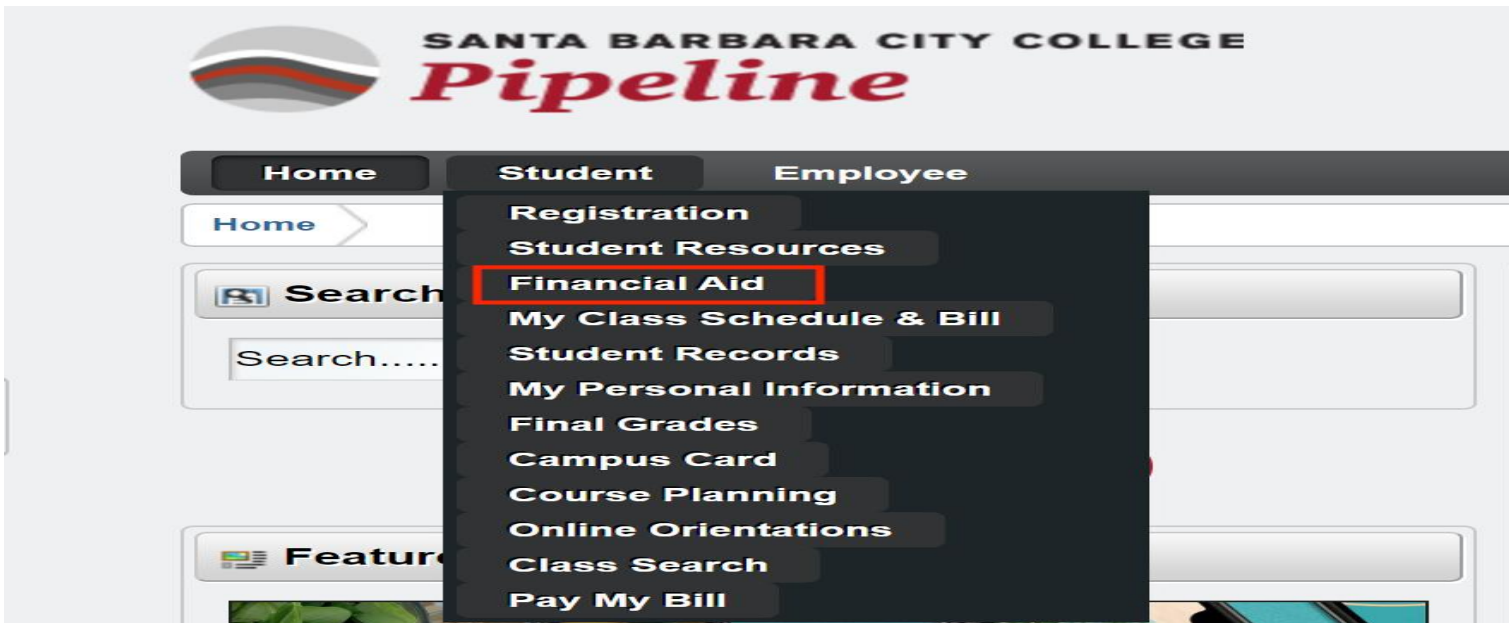 SANTA BARBARA CITY COLLEGE
Pipeline
Home Student Employee
Home
Registration
Student Resources
Search
Financial Aid
My Class Schedule & Bill
Search.....
Student Records
My Personal Information
Final Grades
Campus Card
Course Planning
Online Orientations
Class Search
Pay My Bill